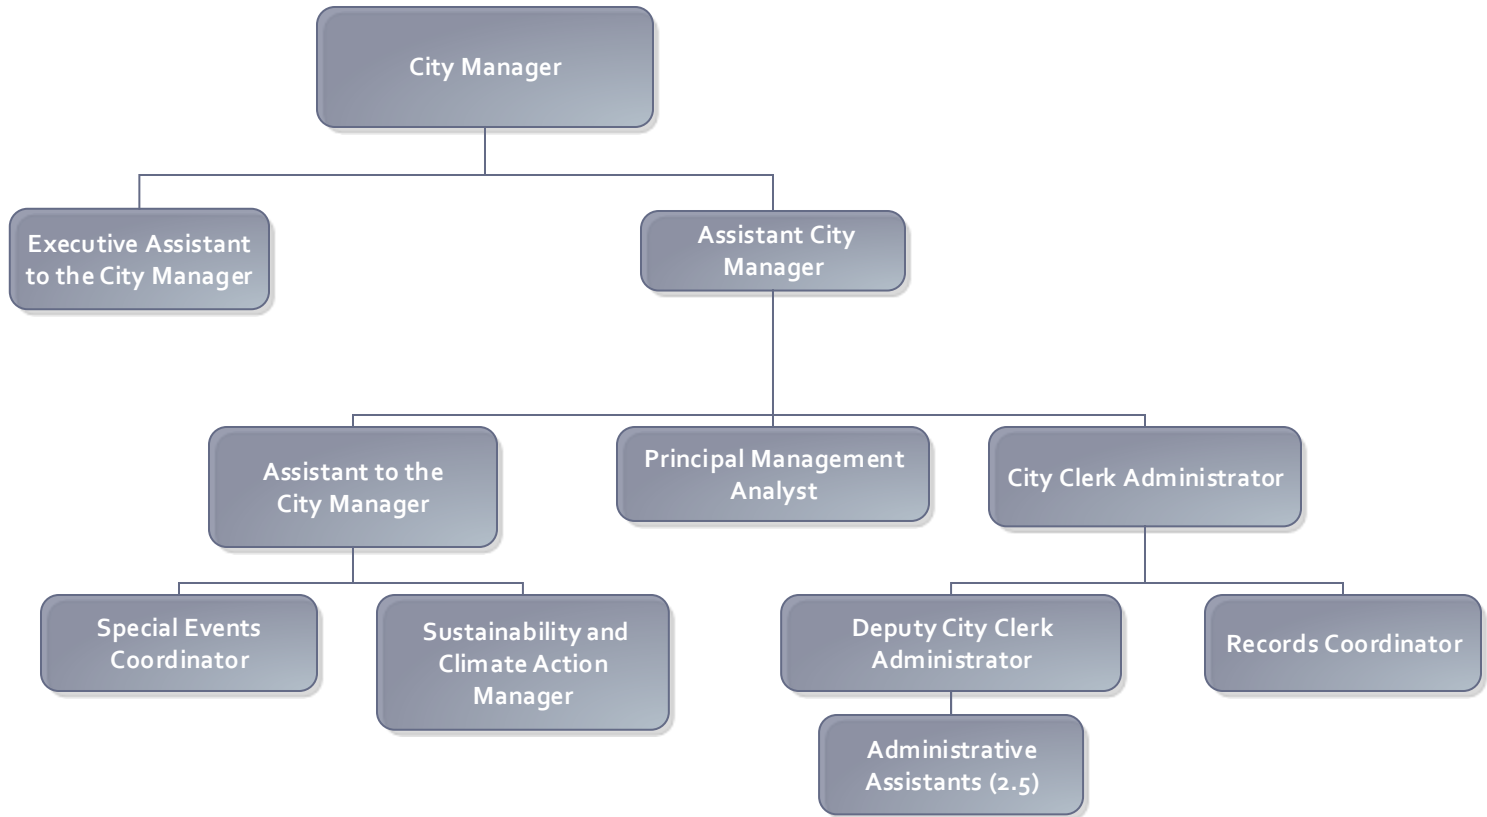 City Manager
Executive Assistant
to the City Manager
Assistant City
Manager
Assistant to the
City Manager
Principal Management
Analyst
City Clerk Administrator
Special Events
Coordinator
Sustainability and
Climate Action
Manager
Deputy City Clerk
Administrator
Records Coordinator
Administrative
Assistants (2.5)